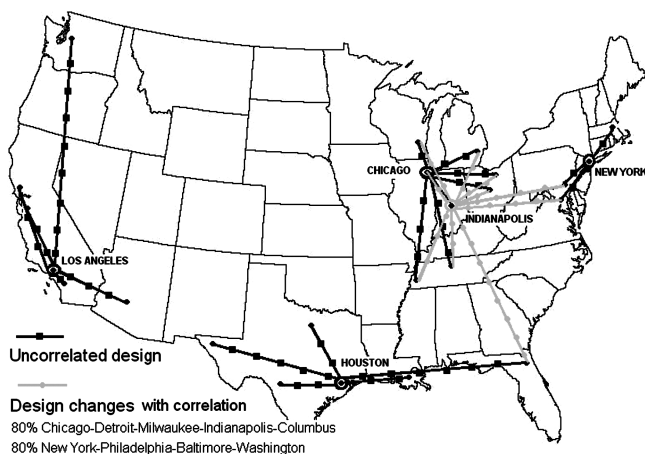 CHICAGO
NEW YORK
INDIANAPOLIS
LOS ANGELES
HOUSTON
Uncorrelated design
Design changes with correlation
80% Chicago-Detroit-Milwaukee-Indianapolis-Columbus
80% New York-Philadelphia-Baltimore-Washington